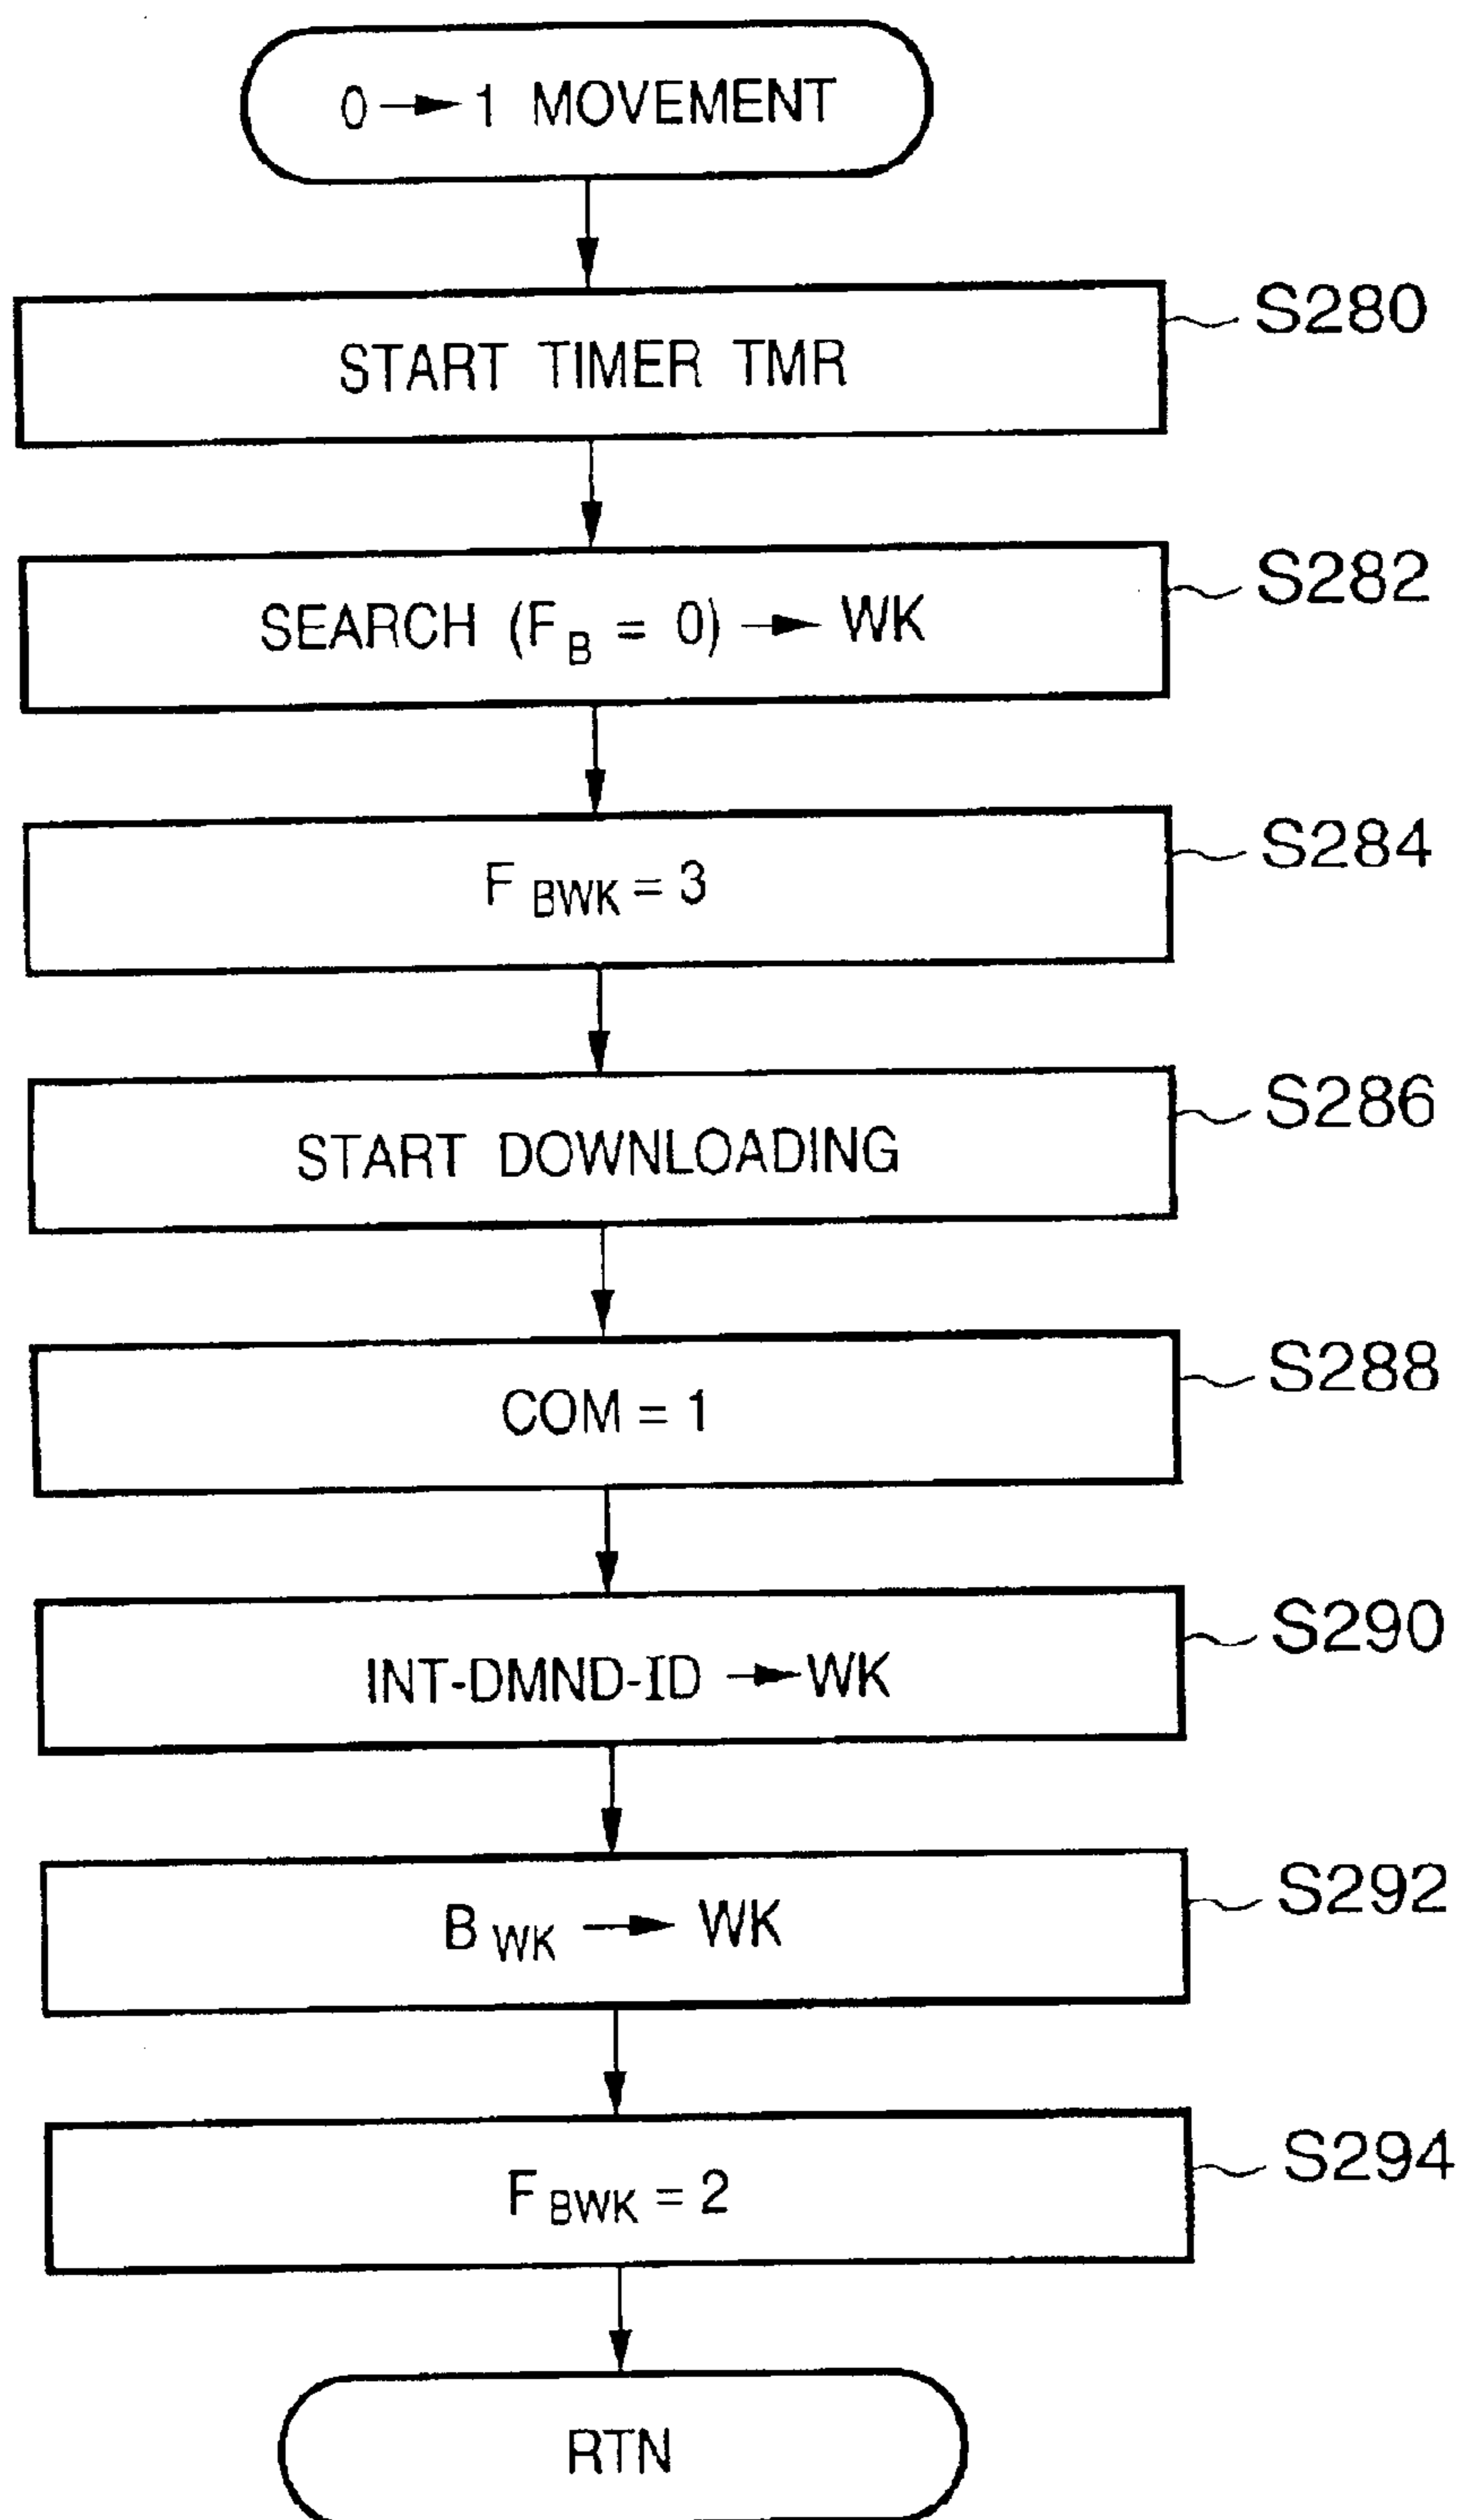 0 → 1 MOVEMENT
START TIMER TMR
S280
SEARCH (F_B = 0) → WK
S282
F_BWK = 3
S284
START DOWNLOADING
S286
COM = 1
S288
INT-DMND-ID → WK
S290
B_WK → WK
S292
F_BWK = 2
S294
RTN